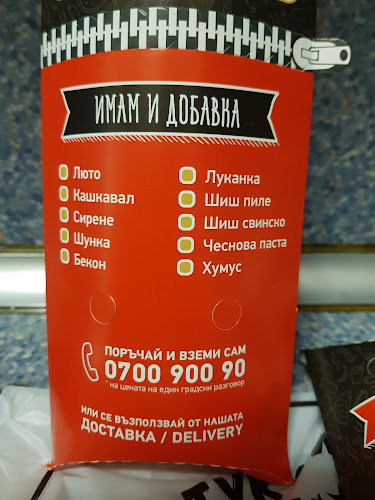 ИМАМ И ДОБАВКА
Люто
Кашкавал
Сирене
Шунка
Бекон
Луканка
Шиш пиле
Шиш свинско
Чеснова паста
Хумус
ПОРЪЧАЙ И ВЗЕМИ САМ
0700 900 90
*на цената на един градски разговор
ИЛИ СЕ ВЪЗПОЛЗВАЙ ОТ НАШАТА
ДОСТАВКА / DELIVERY